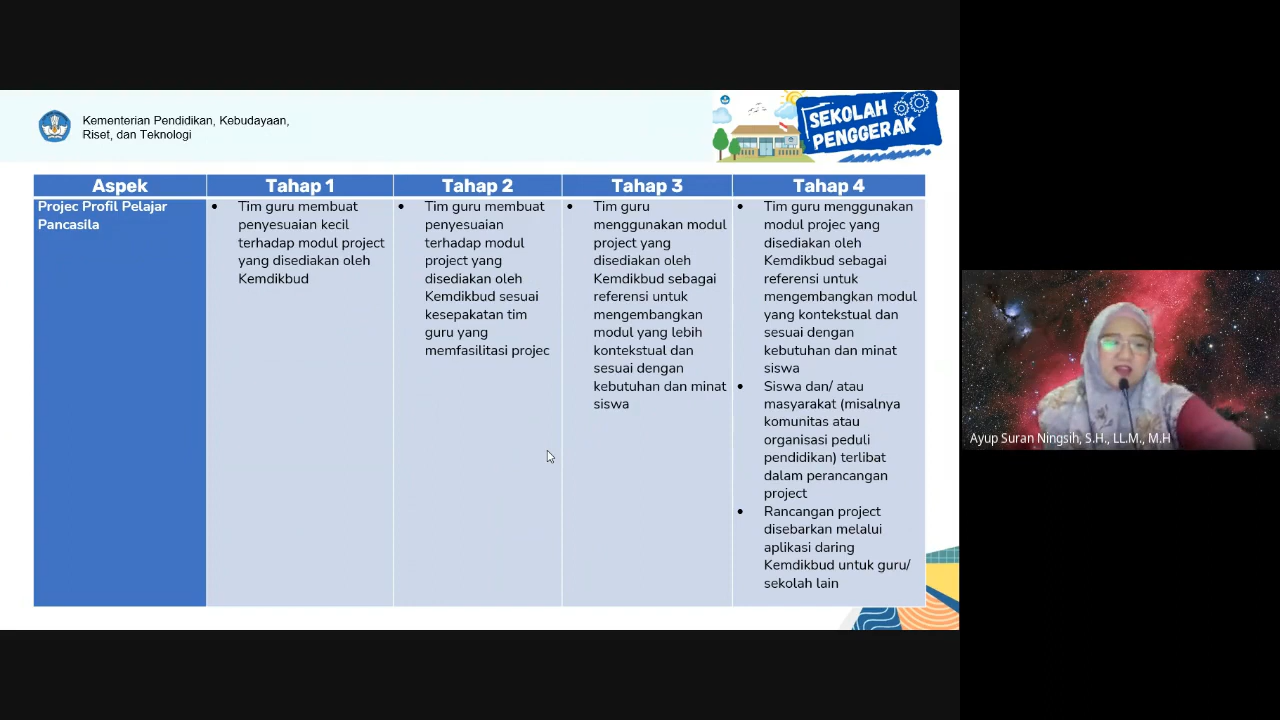 Kementerian Pendidikan, Kebudayaan,
Riset, dan Teknologi
SEKOLAH
PENGGERAK
Aspek
Tahap 1
Tahap 2
Tahap 3
Tahap 4
Projec Profil Pelajar
Pancasila
• Tim guru membuat
penyesuaian kecil
terhadap modul project
yang disediakan oleh
Kemdikbud
• Tim guru membuat
penyesuaian
terhadap modul
project yang
disediakan oleh
Kemdikbud sesuai
kesepakatan tim
guru yang
memfasilitasi projec
• Tim guru
menggunakan modul
project yang
disediakan oleh
Kemdikbud sebagai
referensi untuk
mengembangkan
modul yang lebih
kontekstual dan
sesuai dengan
kebutuhan dan minat
siswa
• Tim guru menggunakan
modul projec yang
disediakan oleh
Kemdikbud sebagai
referensi untuk
mengembangkan modul
yang kontekstual dan
sesuai dengan
kebutuhan dan minat
siswa
• Siswa dan/ atau
masyarakat (misalnya
komunitas atau
organisasi peduli
pendidikan) terlibat
dalam perancangan
project
• Rancangan project
disebarkan melalui
aplikasi daring
Kemdikbud untuk guru/
sekolah lain
Ayup Suran Ningsih, S.H., LL.M., M.H